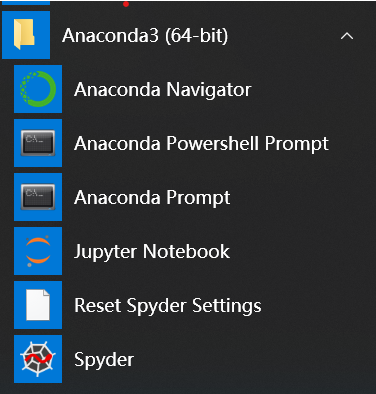 Anaconda3 (64-bit)
Anaconda Navigator
Anaconda Powershell Prompt
Anaconda Prompt
Jupyter Notebook
Reset Spyder Settings
Spyder